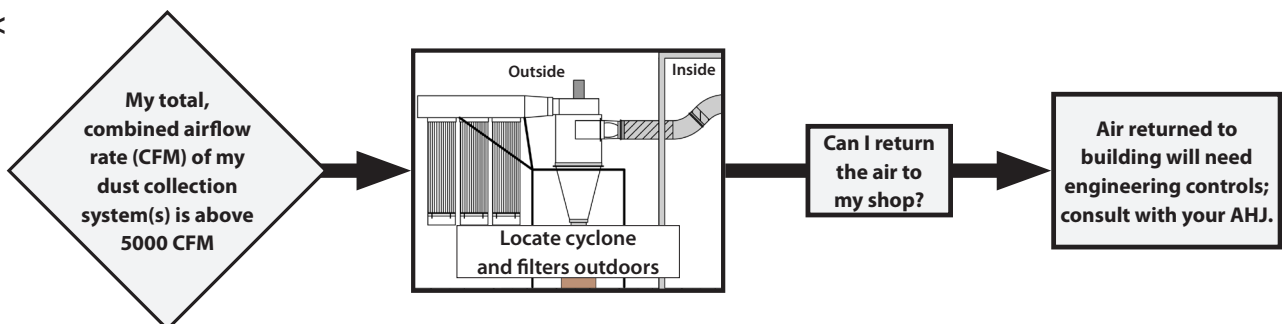 My total,
combined airflow
rate (CFM) of my
dust collection
system(s) is above
5000 CFM
Outside
Inside
Locate cyclone
and filters outdoors
Can I return
the air to
my shop?
Air returned to
building will need
engineering controls;
consult with your AHJ.